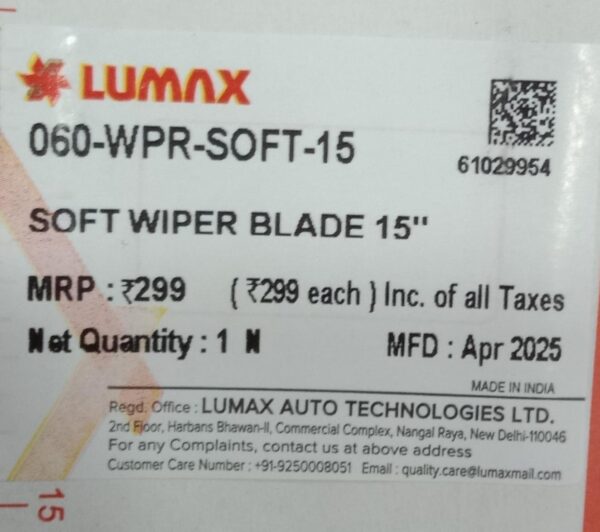 LUMAX
060-WPR-SOFT-15
61029954
SOFT WIPER BLADE 15"
MRP : ₹299 ( ₹299 each ) Inc. of all Taxes
Net Quantity : 1 N
MFD : Apr 2025
MADE IN INDIA
Regd. Office : LUMAX AUTO TECHNOLOGIES LTD.
2nd Floor, Harbans Bhawan-II, Commercial Complex, Nangal Raya, New Delhi-110046
For any Complaints, contact us at above address
Customer Care Number : +91-9250008051 Email : quality.care@lumaxmail.com
15